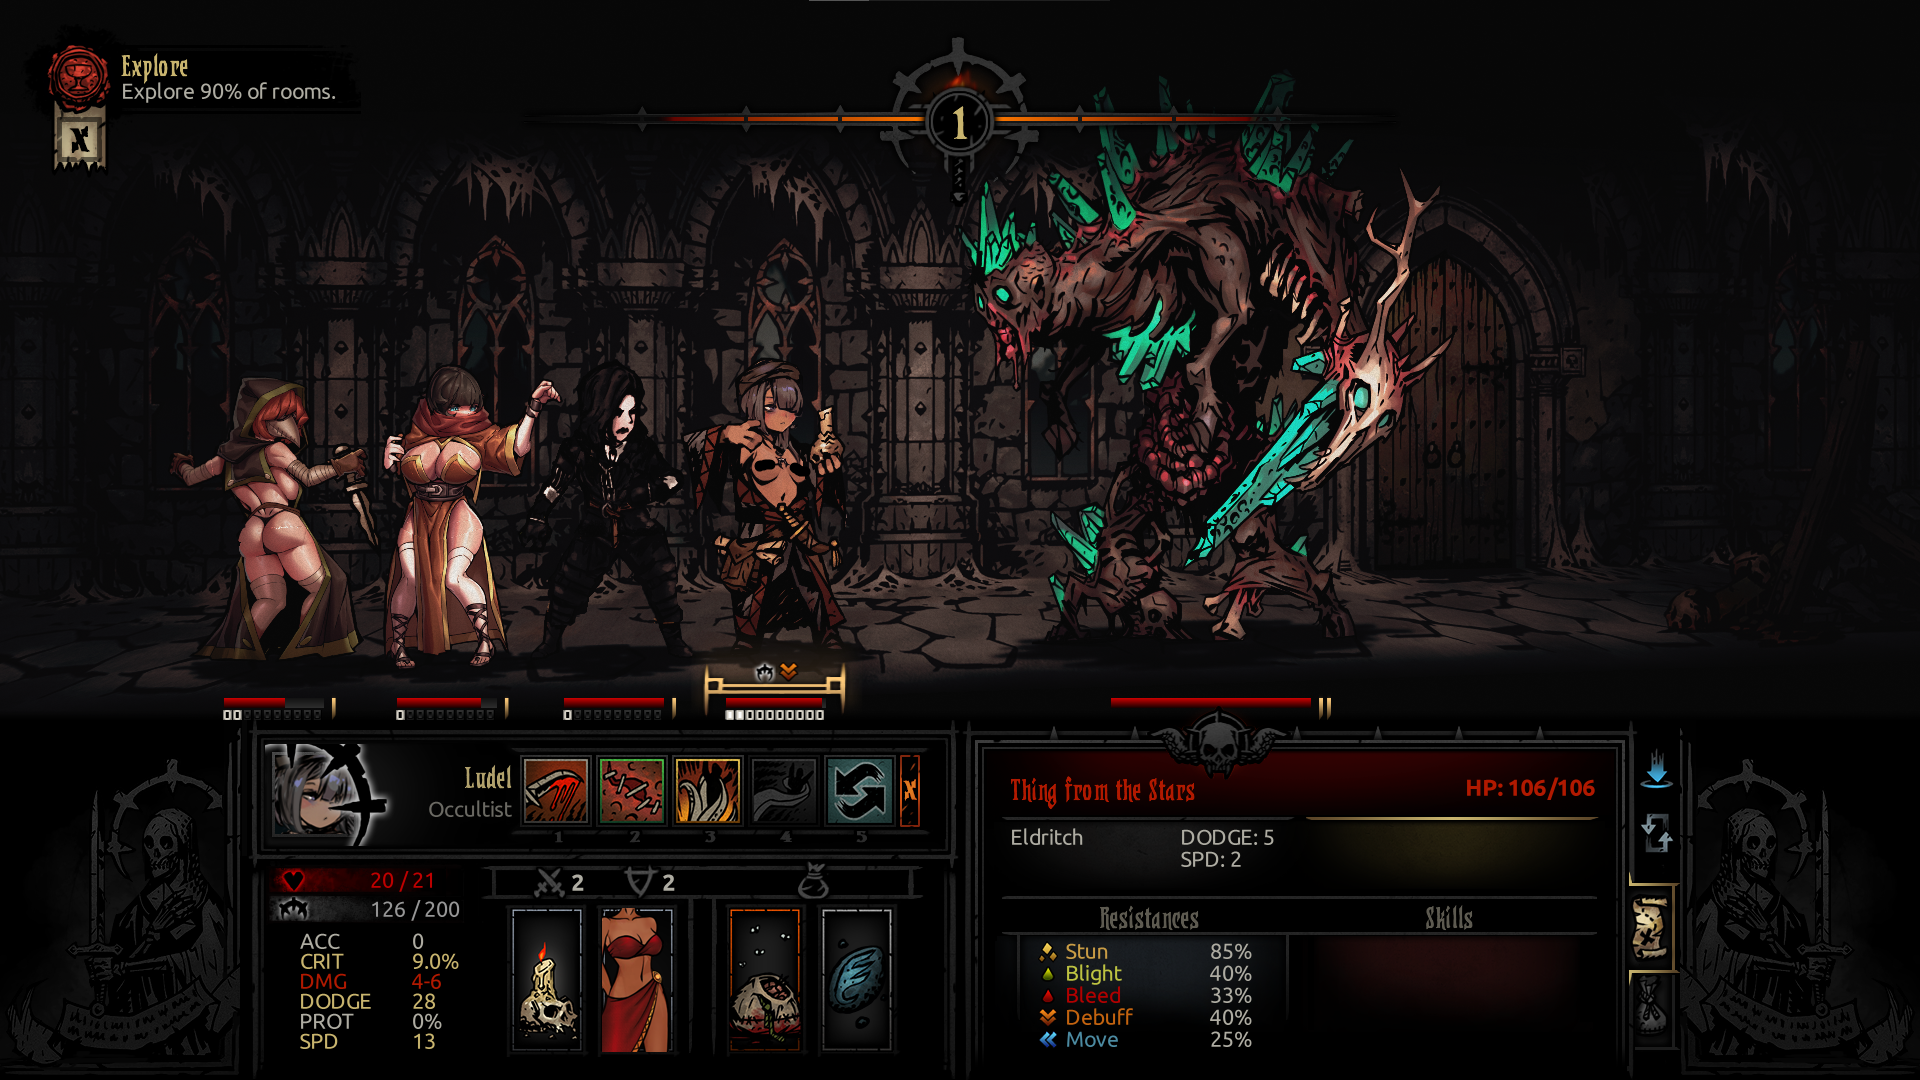 Explore
Explore 90% of rooms.
1
Ludel
Occultist
1 2 3 4 5
20 / 21
126 / 200
2 2
ACC 0
CRIT 9.0%
DMG 4-6
DODGE 28
PROT 0%
SPD 13
Thing from the Stars
HP: 106/106
Eldritch
DODGE: 5
SPD: 2
Resistances
Skills
Stun 85%
Blight 40%
Bleed 33%
Debuff 40%
Move 25%